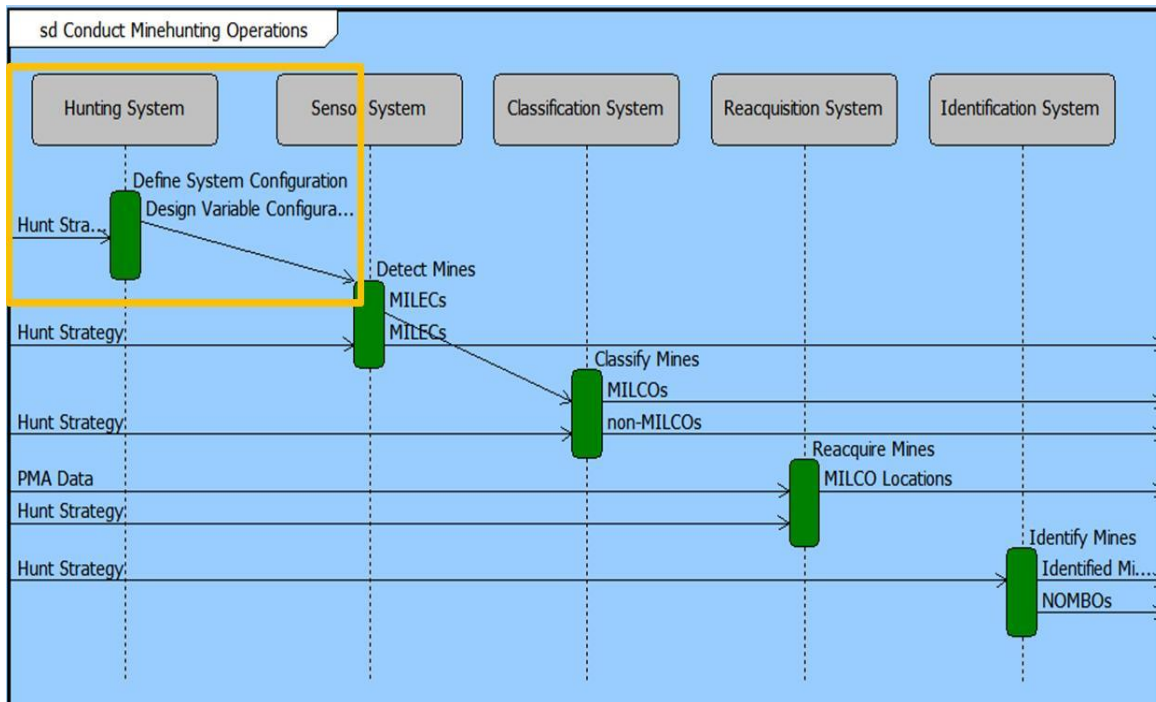 sd Conduct Minehunting Operations
Hunting System
Sensor System
Classification System
Reacquisition System
Identification System
Define System Configuration
Design Variable Configura...
Hunt Stra...
Detect Mines
MILECs
Hunt Strategy
MILECs
Classify Mines
MILCOs
Hunt Strategy
non-MILCOs
Reacquire Mines
PMA Data
MILCO Locations
Hunt Strategy
Identify Mines
Hunt Strategy
Identified Mi...
NOMBOs